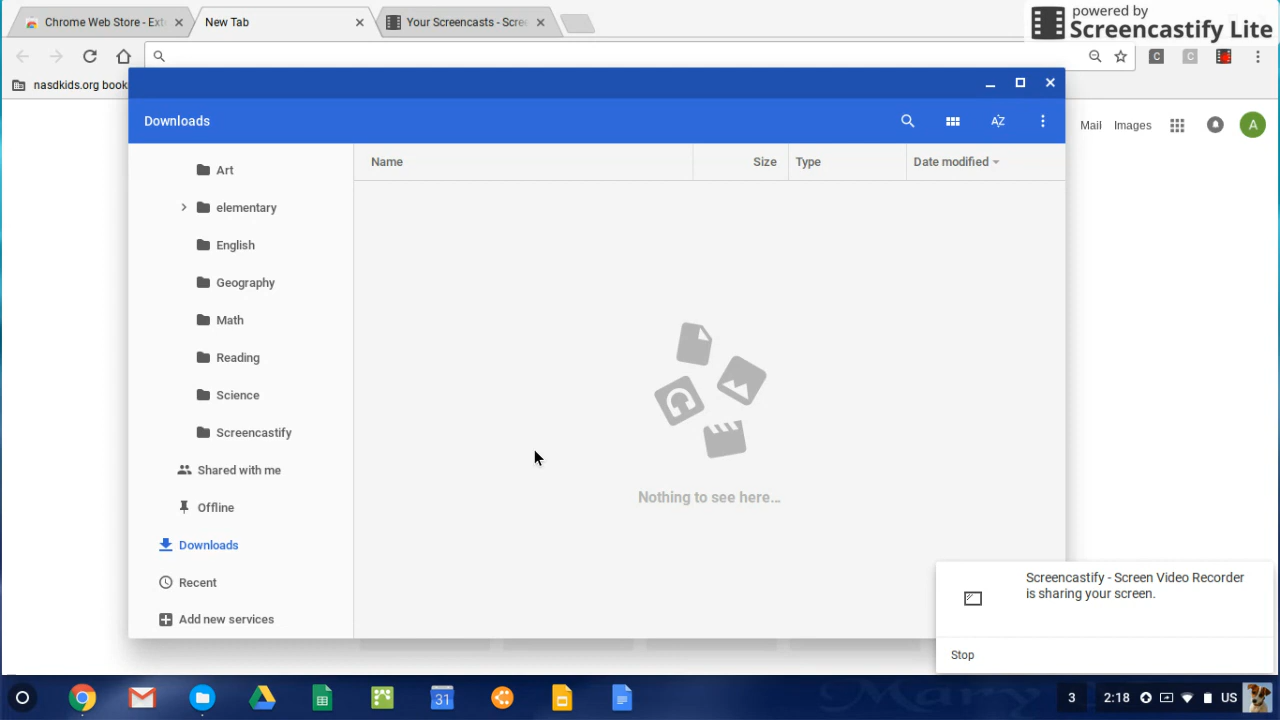 Chrome Web Store - Ext
New Tab
Your Screencasts - Scree
powered by
Screencastify Lite
nasdkids.org book
Mail
Images
A
Downloads
AZ
Name
Size
Type
Date modified
Art
elementary
English
Geography
Math
Reading
Science
Screencastify
Shared with me
Offline
Downloads
Recent
Add new services
Nothing to see here...
Screencastify - Screen Video Recorder
is sharing your screen.
Stop
31
3
2:18
US